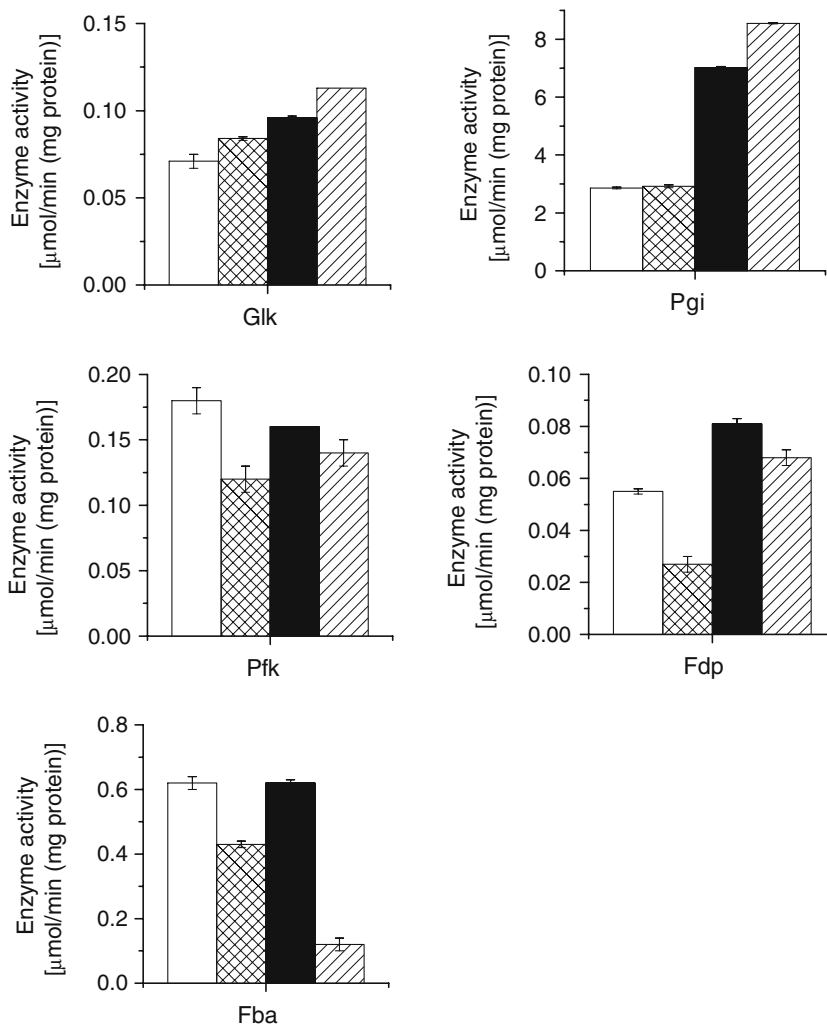 Enzyme activity
[μmol/min (mg protein)]
0.15
0.10
0.05
0.00
Glk
Enzyme activity
[μmol/min (mg protein)]
8
6
4
2
0
Pgi
Enzyme activity
[μmol/min (mg protein)]
0.20
0.15
0.10
0.05
0.00
Pfk
Enzyme activity
[μmol/min (mg protein)]
0.10
0.08
0.06
0.04
0.02
0.00
Fdp
Enzyme activity
[μmol/min (mg protein)]
0.8
0.6
0.4
0.2
0.0
Fba